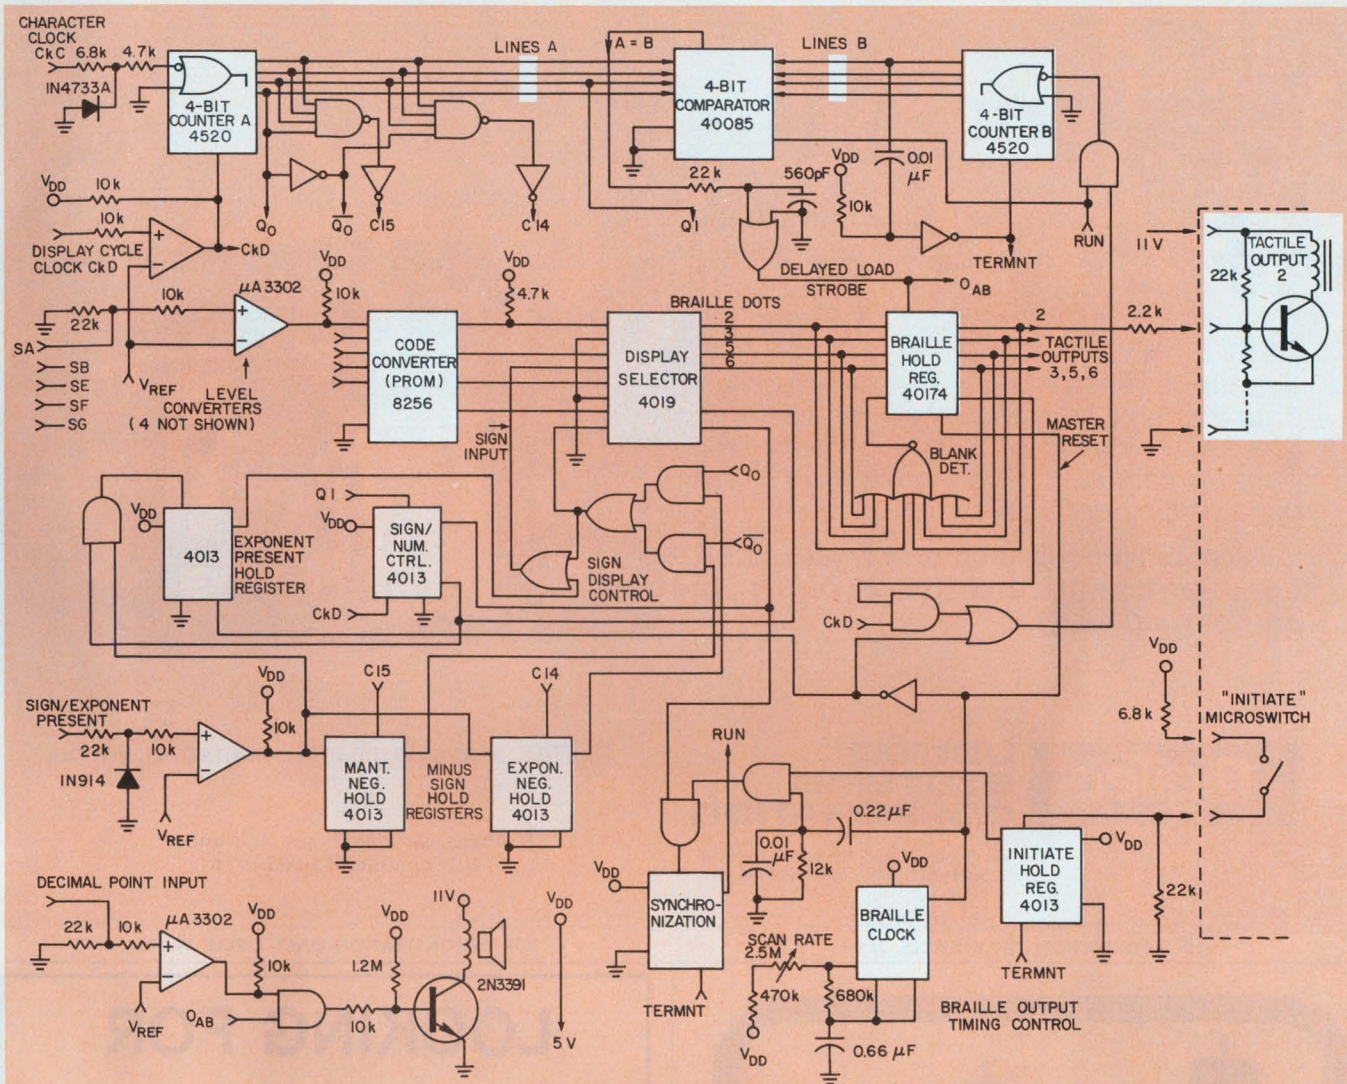 CHARACTER
CLOCK
CkC 6.8k 4.7k
IN4733A
4-BIT
COUNTER A
4520
LINES A
A = B
4-BIT
COMPARATOR
40085
LINES B
4-BIT
COUNTER B
4520
VDD
10k
10k
DISPLAY CYCLE
CLOCK CkD
CkD
Q0
Q0
C15
C14
22k
560pF
Q1
VDD
10k
0.01
µF
TERMNT
RUN
11V
TACTILE
OUTPUT
2
22k
2.2k
DELAYED LOAD
STROBE
0AB
µA 3302
10k
22k
SA
SB
SE
SF
SG
VREF
LEVEL
CONVERTERS
(4 NOT SHOWN)
VDD
10k
CODE
CONVERTER
(PROM)
8256
VDD
4.7k
SIGN
INPUT
BRAILLE DOTS
2
3
5
6
DISPLAY
SELECTOR
4019
BRAILLE
HOLD
REG.
40174
2
TACTILE
OUTPUTS
3,5,6
MASTER
RESET
BLANK
DET.
VDD
4013
EXPONENT
PRESENT
HOLD
REGISTER
Q1
VDD
SIGN/
NUM.
CTRL.
4013
CkD
SIGN
DISPLAY
CONTROL
Q0
Q0
CkD
SIGN/EXPONENT
PRESENT
22k
10k
1N914
VREF
VDD
10k
C15
MANT.
NEG.
HOLD
4013
MINUS
SIGN
HOLD
REGISTERS
C14
EXPON.
NEG.
HOLD
4013
RUN
VDD
6.8k
"INITIATE"
MICROSWITCH
0.22µF
0.01
µF
12k
VDD
SYNCHRO-
NIZATION
TERMNT
VDD
BRAILLE
CLOCK
SCAN RATE
2.5M
470k
680k
VDD
0.66 µF
INITIATE
HOLD
REG.
4013
VDD
22k
TERMNT
BRAILLE OUTPUT
TIMING CONTROL
DECIMAL POINT INPUT
22k
10k
µA 3302
VREF
VDD
10k
0AB
10k
VDD
1.2M
11V
2N3391
VDD
5V